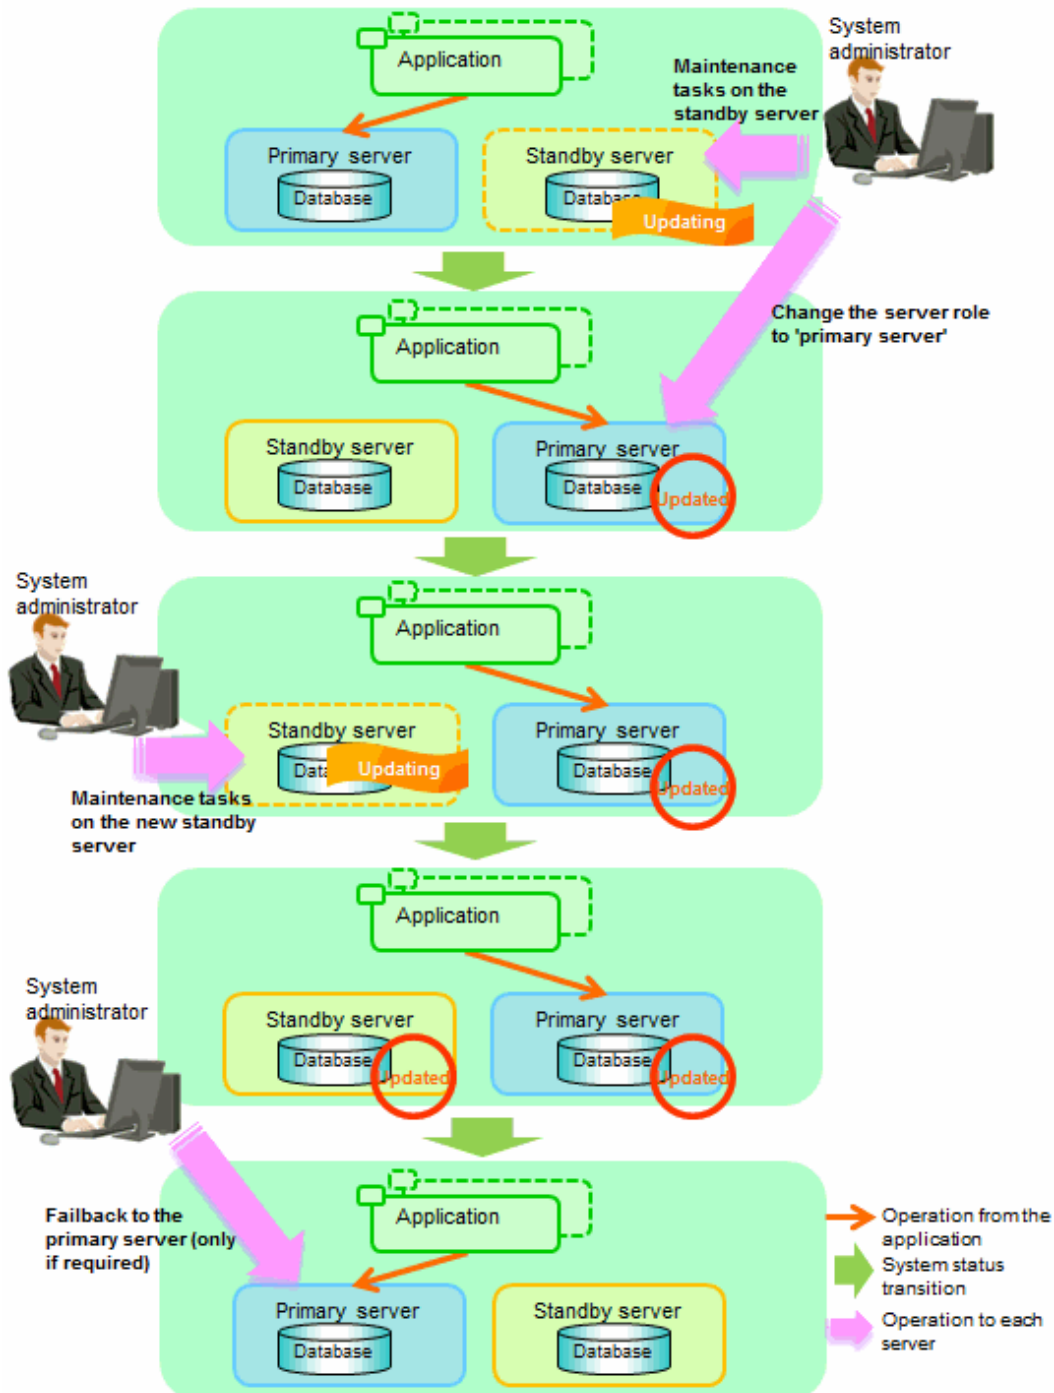 System
administrator
Application
Maintenance
tasks on the
standby server
Primary server
Database
Standby server
Database
Updating
Change the server role
to 'primary server'
Application
Standby server
Database
Primary server
Database
Updated
System
administrator
Application
Standby server
Updating
Primary server
Database
Updated
Maintenance tasks
on the new standby
server
Application
System
administrator
Standby server
Database
Updated
Primary server
Database
Updated
Application
Failback to the
primary server (only
if required)
Primary server
Database
Standby server
Database
Operation from the
application
System status
transition
Operation to each
server